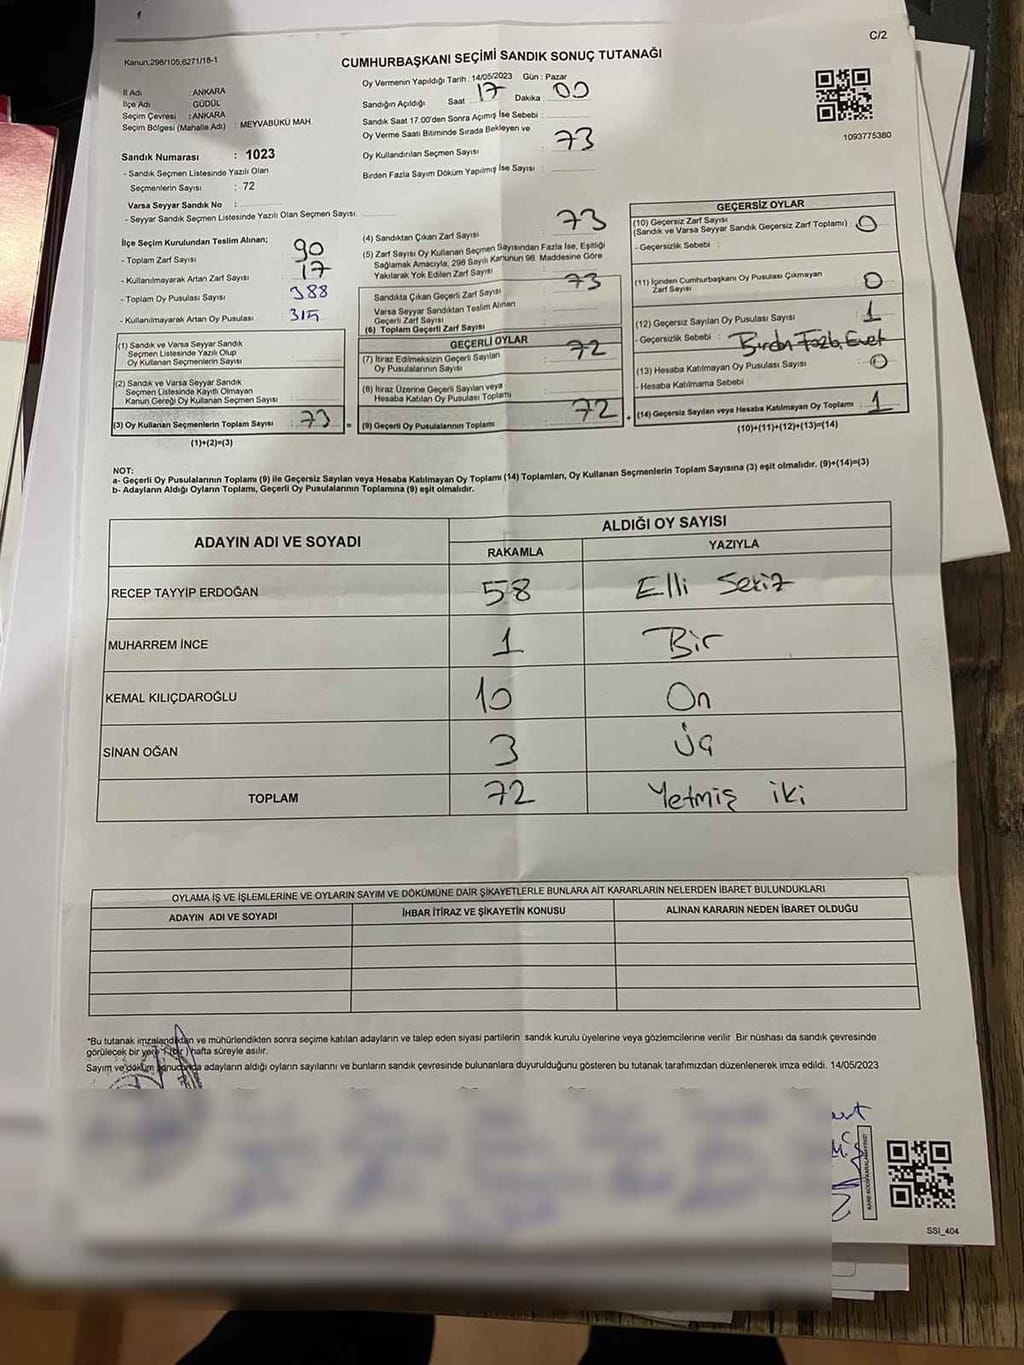 C/2
Kanun;298/105;6271/18-1
CUMHURBAŞKANI SEÇİMİ SANDIK SONUÇ TUTANAĞI
İl Adı : ANKARA
İlçe Adı : GÜDÜL
Seçim Çevresi : ANKARA
Seçim Bölgesi (Mahalle Adı) : MEYVABÜKÜ MAH.
Sandık Numarası : 1023
- Sandık Seçmen Listesinde Yazılı Olan
Seçmenlerin Sayısı : 72
Varsa Seyyar Sandık No :
- Seyyar Sandık Seçmen Listesinde Yazılı Olan Seçmen Sayısı:
Oy Vermenin Yapıldığı Tarih : 14/05/2023 Gün : Pazar
Sandığın Açıldığı Saat : 17 Dakika : 00
Sandık Saat 17.00'den Sonra Açımış İse Sebebi :
Oy Verme Saati Bitiminde Sırada Bekleyen ve
Oy Kullandırılan Seçmen Sayısı : 73
Birden Fazla Sayım Döküm Yapılmış İse Sayısı :
1093775380
İlçe Seçim Kurulundan Teslim Alınan;
- Toplam Zarf Sayısı : 90
- Kullanılmayarak Artan Zarf Sayısı : 17
- Toplam Oy Pusulası Sayısı : 388
- Kullanılmayarak Artan Oy Pusulası : 315
(1) Sandık ve Varsa Seyyar Sandık
Seçmen Listesinde Yazılı Olup
Oy Kullanan Seçmenlerin Sayısı
(2) Sandık ve Varsa Seyyar Sandık
Seçmen Listesinde Kayıtlı Olmayan
Kanun Gereği Oy Kullanan Seçmen Sayısı :
(3) Oy Kullanan Seçmenlerin Toplam Sayısı : 73 =
(1)+(2)=(3)
(4) Sandıktan Çıkan Zarf Sayısı : 73
(5) Zarf Sayısı Oy Kullanan Seçmen Sayısından Fazla İse, Eşitliği
Sağlamak Amacıyla; 298 Sayılı Kanunun 98. Maddesine Göre
Yakılarak Yok Edilen Zarf Sayısı :
Sandıkta Çıkan Geçerli Zarf Sayısı : 73
Varsa Seyyar Sandıktan Teslim Alınan
Geçerli Zarf Sayısı
(6) Toplam Geçerli Zarf Sayısı
GEÇERLİ OYLAR
(7) İtiraz Edilmeksizin Geçerli Sayılan
Oy Pusulalarının Sayısı : 72
(8) İtiraz Üzerine Geçerli Sayılan veya
Hesaba Katılan Oy Pusulası Toplamı
(9) Geçerli Oy Pusulalarının Toplamı : 72 +
GEÇERSİZ OYLAR
(10) Geçersiz Zarf Sayısı
(Sandık ve Varsa Seyyar Sandık Geçersiz Zarf Toplamı) : 0
- Geçersizlik Sebebi :
(11) İçinden Cumhurbaşkanı Oy Pusulası Çıkmayan
Zarf Sayısı : 0
(12) Geçersiz Sayılan Oy Pusulası Sayısı : 1
- Geçersizlik Sebebi : Birden Fazla Evet
(13) Hesaba Katılmayan Oy Pusulası Sayısı : 0
- Hesaba Katılmama Sebebi :
(14) Geçersiz Sayılan veya Hesaba Katılmayan Oy Toplamı : 1
(10)+(11)+(12)+(13)=(14)
NOT:
a- Geçerli Oy Pusulalarının Toplamı (9) ile Geçersiz Sayılan veya Hesaba Katılmayan Oy Toplamı (14) Toplamları, Oy Kullanan Seçmenlerin Toplam Sayısına (3) eşit olmalıdır. (9)+(14)=(3)
b- Adayların Aldığı Oyların Toplamı, Geçerli Oy Pusulalarının Toplamına (9) eşit olmalıdır.
ADAYIN ADI VE SOYADI ALDIĞI OY SAYISI
RAKAMLA YAZIYLA
RECEP TAYYİP ERDOĞAN 58 Elli Sekiz
MUHARREM İNCE 1 Bir
KEMAL KILIÇDAROĞLU 10 On
SİNAN OĞAN 3 Üç
TOPLAM 72 Yetmiş iki
OYLAMA İŞ VE İŞLEMLERİNE VE OYLARIN SAYIM VE DÖKÜMÜNE DAİR ŞİKAYETLERLE BUNLARA AİT KARARLARIN NELERDEN İBARET BULUNDUKLARI
ADAYIN ADI VE SOYADI İHBAR İTİRAZ VE ŞİKAYETİN KONUSU ALINAN KARARIN NEDEN İBARET OLDUĞU
*Bu tutanak imzalandıktan ve mühürlendikten sonra seçime katılan adayların ve talep eden siyasi partilerin sandık kurulu üyelerine veya gözlemcilerine verilir .Bir nüshası da sandık çevresinde
görülecek bir yere 1 (bir) hafta süreyle asılır.
Sayım ve döküm sonucunda adayların aldığı oyların sayılarını ve bunların sandık çevresinde bulunanlara duyurulduğunu gösteren bu tutanak tarafımızdan düzenlenerek imza edildi. 14/05/2023
SSI_404